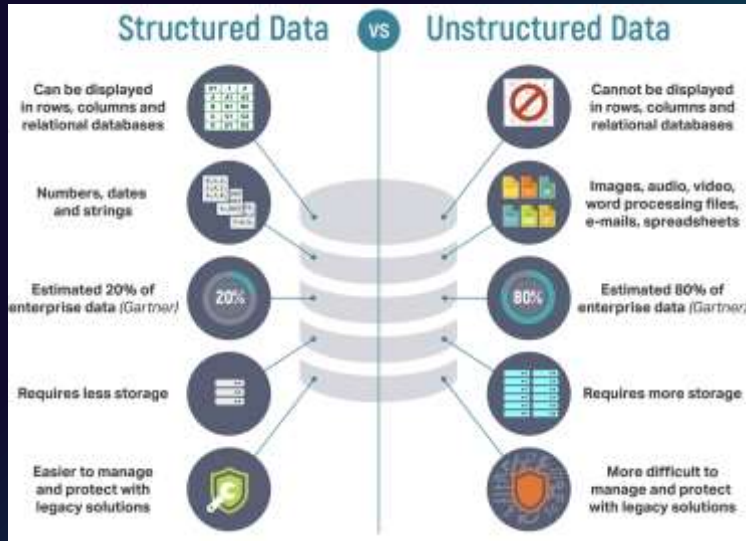 Structured Data VS Unstructured Data
Can be displayed
in rows, columns and
relational databases
Cannot be displayed
in rows, columns and
relational databases
Numbers, dates
and strings
Images, audio, video,
word processing files,
e-mails, spreadsheets
Estimated 20% of
enterprise data (Gartner)
20%
80%
Estimated 80% of
enterprise data (Gartner)
Requires less storage
Requires more storage
Easier to manage
and protect with
legacy solutions
More difficult to
manage and protect
with legacy solutions